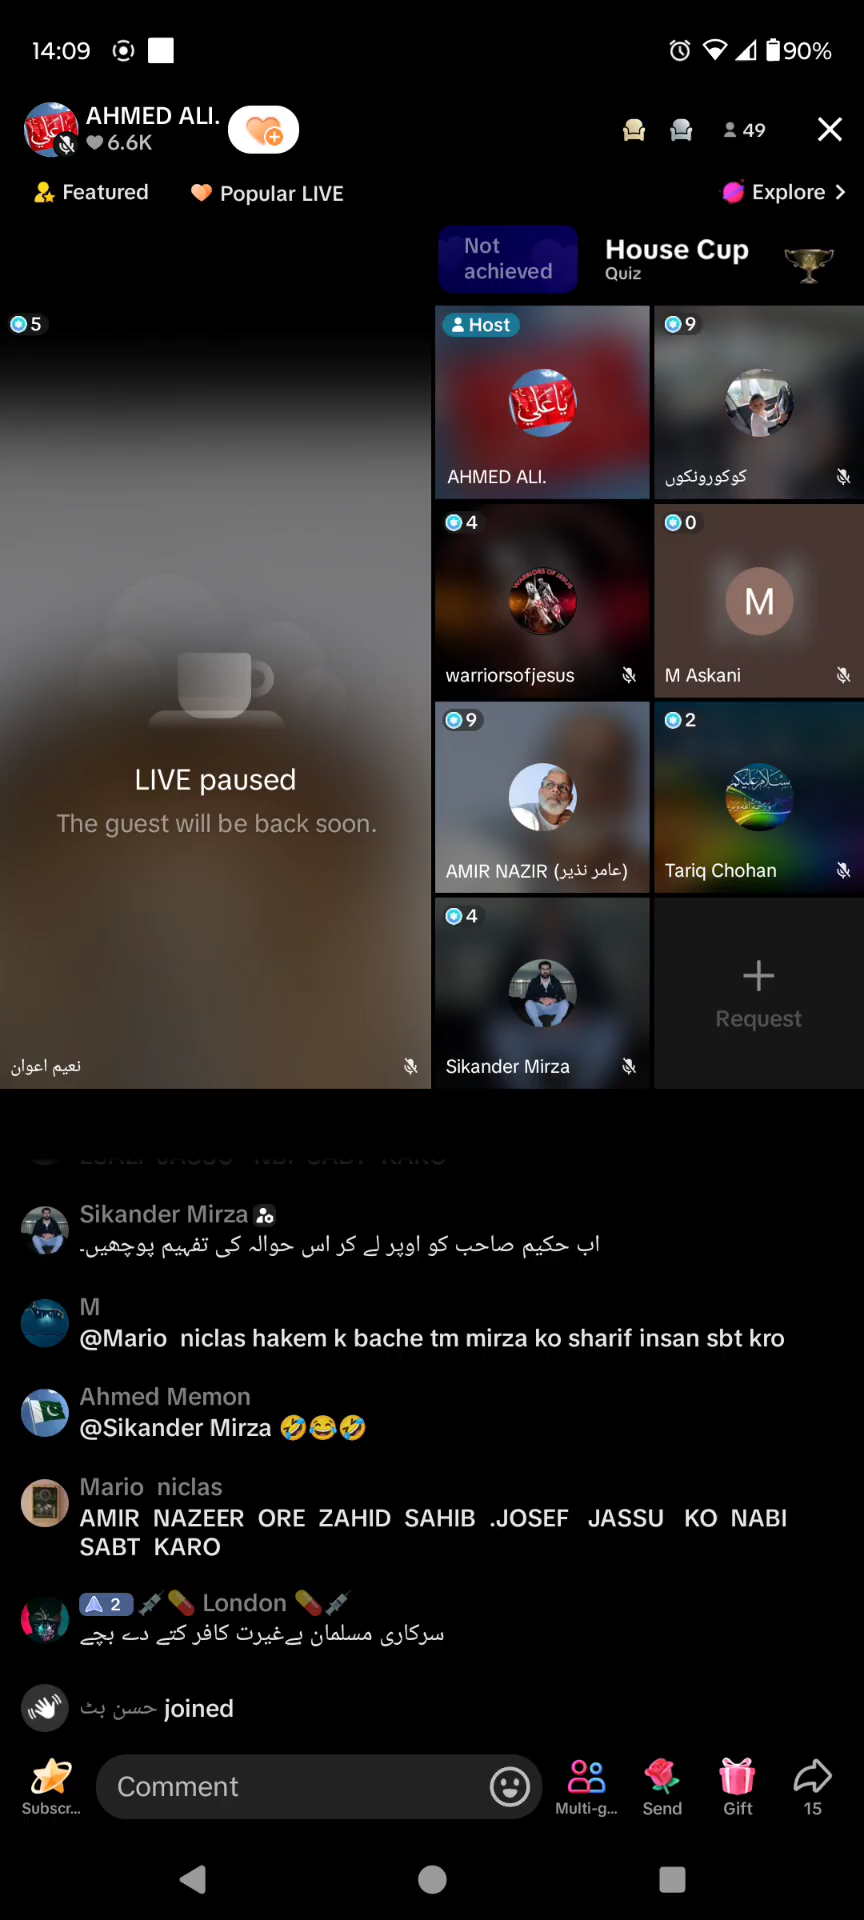 14:09
90%
AHMED ALI.
6.6K
49
Featured
Popular LIVE
Explore
Not
achieved
House Cup
Quiz
5
Host
یاعلي
AHMED ALI.
9
کوکورونکوں
4
WARRIORS OF JESUS
warriorsofjesus
0
M
M Askani
LIVE paused
The guest will be back soon.
9
AMIR NAZIR (عامر نذیر)
2
Tariq Chohan
4
Sikander Mirza
Request
نعیم اعوان
Sikander Mirza
اب حکیم صاحب کو اوپر لے کر اس حوالہ کی تفہیم پوچھیں۔
M
@Mario niclas hakem k bache tm mirza ko sharif insan sbt kro
Ahmed Memon
@Sikander Mirza 🤣😂🤣
Mario niclas
AMIR NAZEER ORE ZAHID SAHIB .JOSEF JASSU KO NABI
SABT KARO
2 💉💊 London 💊💉
سرکاری مسلمان بےغیرت کافر کتے دے بچے
حسن بٹ joined
Subscr...
Comment
Multi-g...
Send
Gift
15